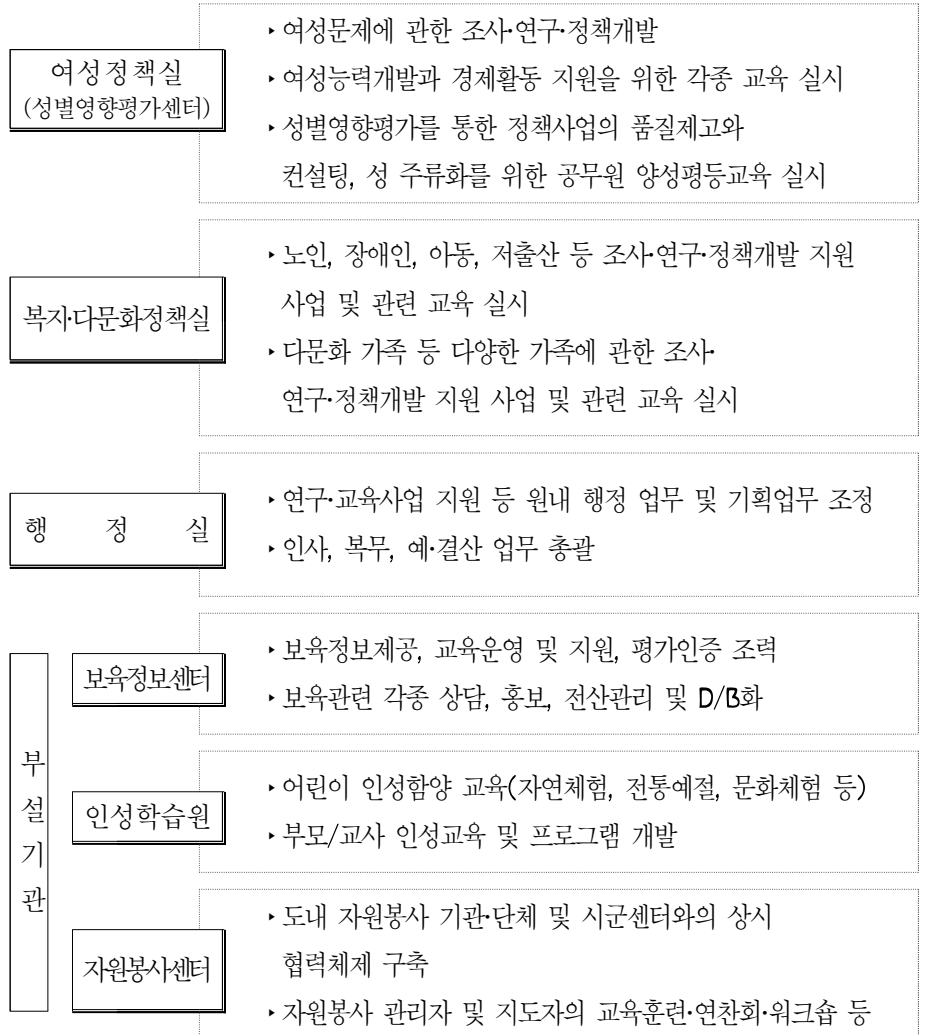 여성정책실
(성별영향평가센터)
‣여성문제에 관한 조사·연구·정책개발
‣여성능력개발과 경제활동 지원을 위한 각종 교육 실시
‣성별영향평가를 통한 정책사업의 품질제고와
컨설팅, 성 주류화를 위한 공무원 양성평등교육 실시
복지·다문화정책실
‣노인, 장애인, 아동, 저출산 등 조사·연구·정책개발 지원
사업 및 관련 교육 실시
‣다문화 가족 등 다양한 가족에 관한 조사·
연구·정책개발 지원 사업 및 관련 교육 실시
행 정 실
‣연구·교육사업 지원 등 원내 행정 업무 및 기획업무 조정
‣인사, 복무, 예·결산 업무 총괄
부설기관
보육정보센터
‣보육정보제공, 교육운영 및 지원, 평가인증 조력
‣보육관련 각종 상담, 홍보, 전산관리 및 D/B화
인성학습원
‣어린이 인성함양 교육(자연체험, 전통예절, 문화체험 등)
‣부모/교사 인성교육 및 프로그램 개발
자원봉사센터
‣도내 자원봉사 기관·단체 및 시군센터와의 상시
협력체제 구축
‣자원봉사 관리자 및 지도자의 교육훈련·연찬회·워크숍 등